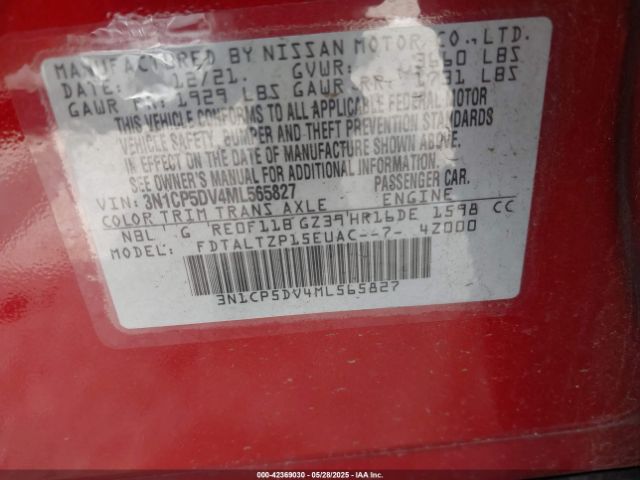 MANUFACTURED BY NISSAN MOTOR CO., LTD.
DATE: 12/21. GVWR: 3660 LBS
GAWR FR: 1929 LBS GAWR RR: 1731 LBS
THIS VEHICLE CONFORMS TO ALL APPLICABLE FEDERAL MOTOR
VEHICLE SAFETY, BUMPER AND THEFT PREVENTION STANDARDS
IN EFFECT ON THE DATE OF MANUFACTURE SHOWN ABOVE.
SEE OWNER'S MANUAL FOR ADDITIONAL INFORMATION.
VIN: 3N1CP5DV4ML565827 PASSENGER CAR.
COLOR TRIM TRANS AXLE ENGINE
NBL G RE0F11B GZ39 HR16DE 1598 CC
MODEL: FDTALTZP15EUAC--7- 4Z000
3N1CP5DV4ML565827
000-42369030 - 05/28/2025 - IAAI.com